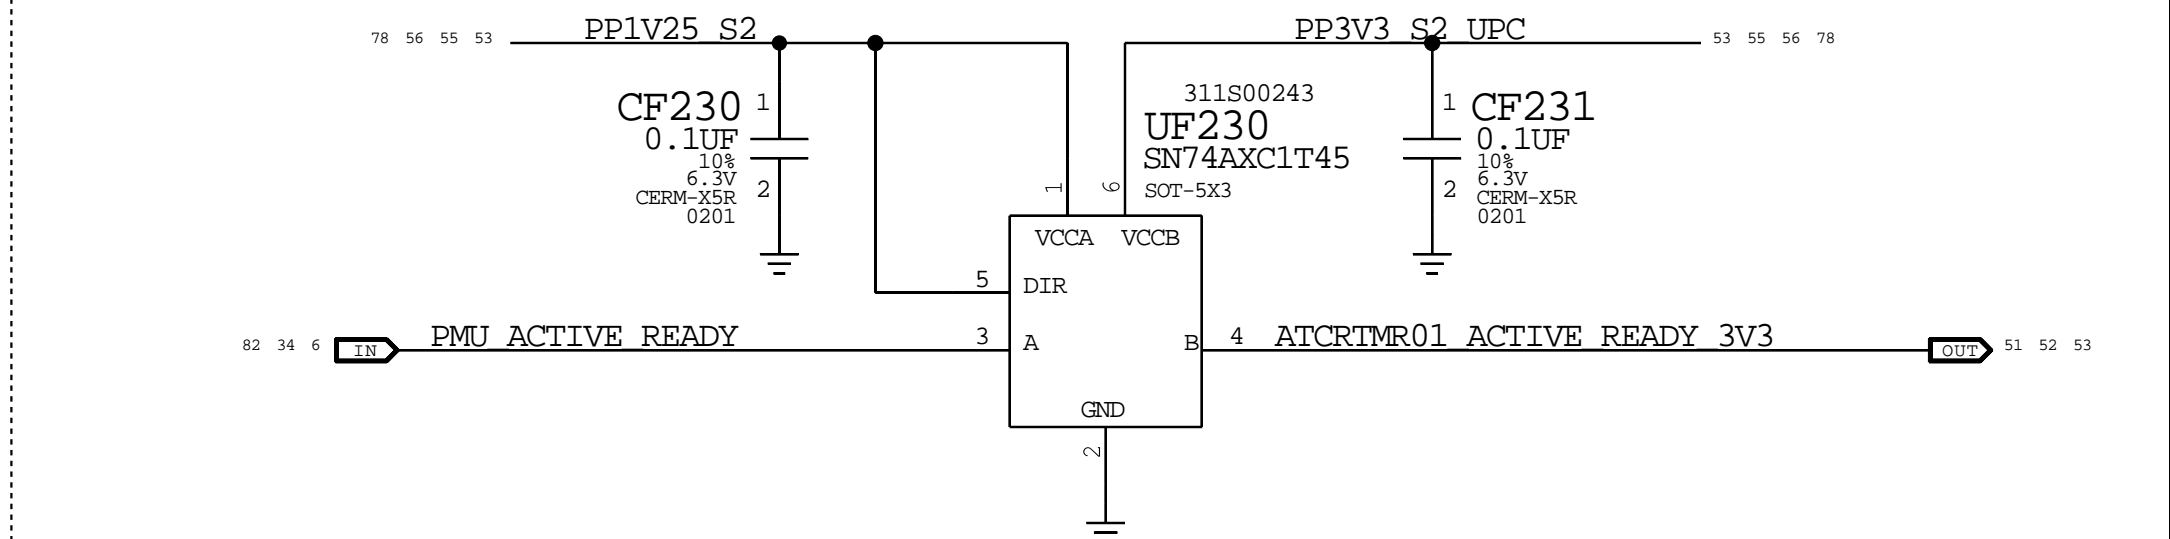 78 56 55 53
PP1V25_S2
PP3V3_S2_UPC
53 55 56 78
CF230
1
0.1UF
10%
6.3V
2
CERM-X5R
0201
311S00243
UF230
SN74AXC1T45
SOT-5X3
1
6
1
CF231
0.1UF
10%
6.3V
2
CERM-X5R
0201
VCCA
VCCB
5
DIR
82 34 6
IN
PMU_ACTIVE_READY
3
A
B
4
ATCRTMR01_ACTIVE_READY_3V3
OUT
51 52 53
GND
2